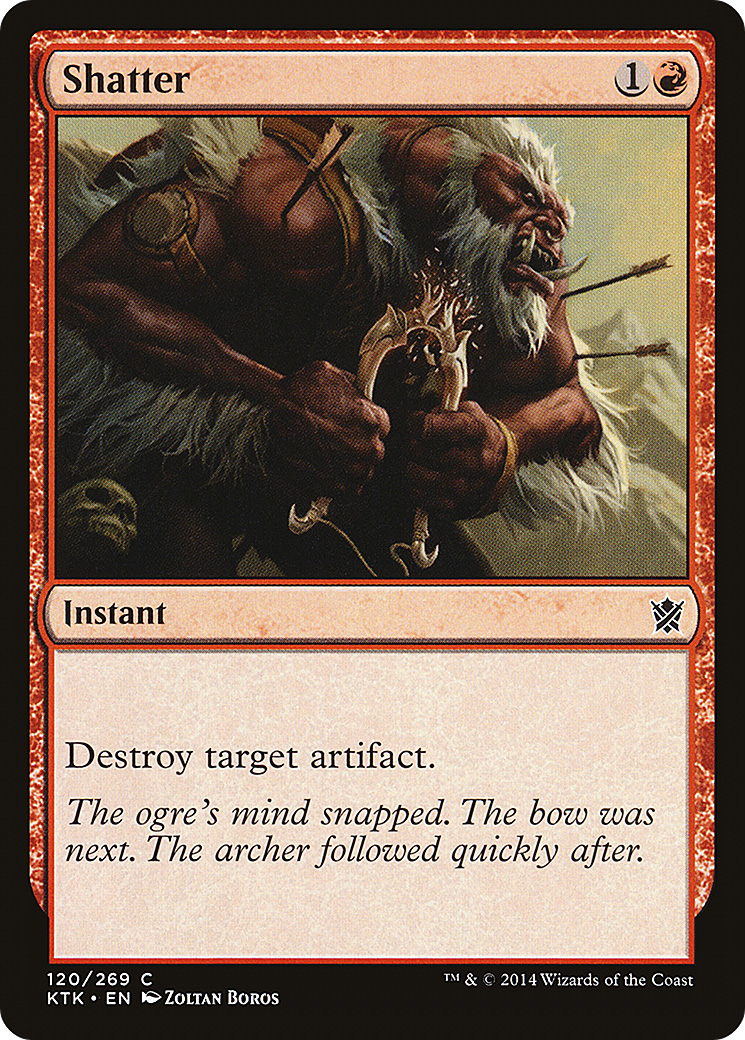 Shatter 1
Instant
Destroy target artifact.
The ogre's mind snapped. The bow was
next. The archer followed quickly after.
120/269 C ™ & © 2014 Wizards of the Coast
KTK • EN Zoltan Boros